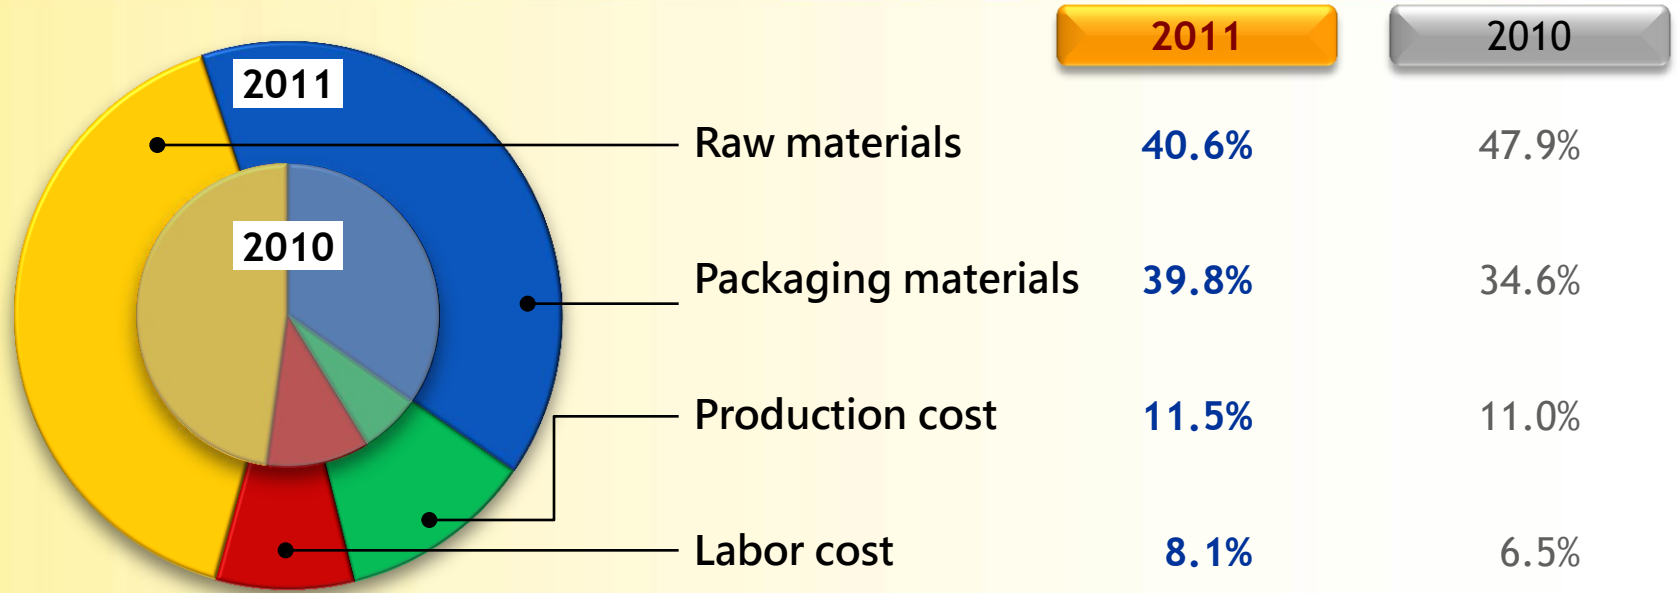 2011 2010
2011
Raw materials 40.6% 47.9%
2010
Packaging materials 39.8% 34.6%
Production cost 11.5% 11.0%
Labor cost 8.1% 6.5%